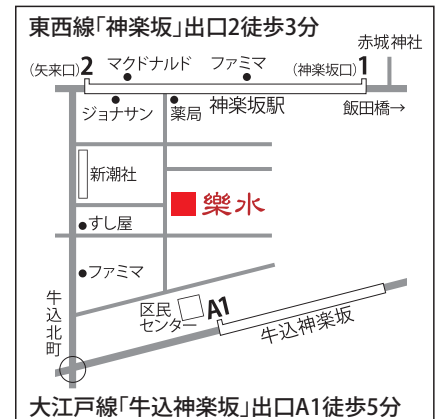 東西線「神楽坂」出口2徒歩3分
赤城神社
(矢来口) 2 マクドナルド ファミマ (神楽坂口) 1
ジョナサン 薬局 神楽坂駅 飯田橋→
新潮社
樂水
すし屋
ファミマ
牛込北町
区民
センター
A1
牛込神楽坂
大江戸線「牛込神楽坂」出口A1徒歩5分